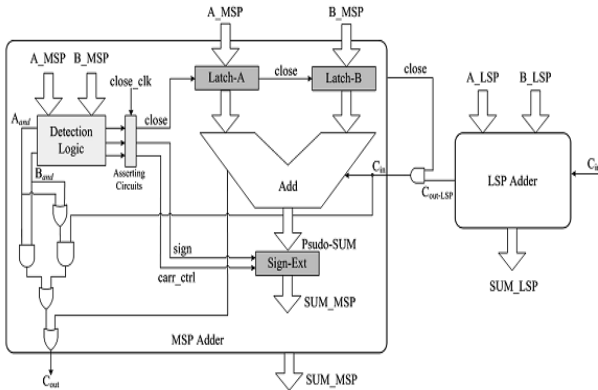 A_MSP
B_MSP
A_MSP
B_MSP
close_clk
Latch-A
close
Latch-B
close
A_LSP
B_LSP
A_and
Detection
Logic
close
Asserting
Circuits
B_and
Add
C_in
C_out-LSP
LSP Adder
C_in
Psudo-SUM
sign
Sign-Ext
carr_ctrl
SUM_MSP
SUM_LSP
MSP Adder
C_out
SUM_MSP